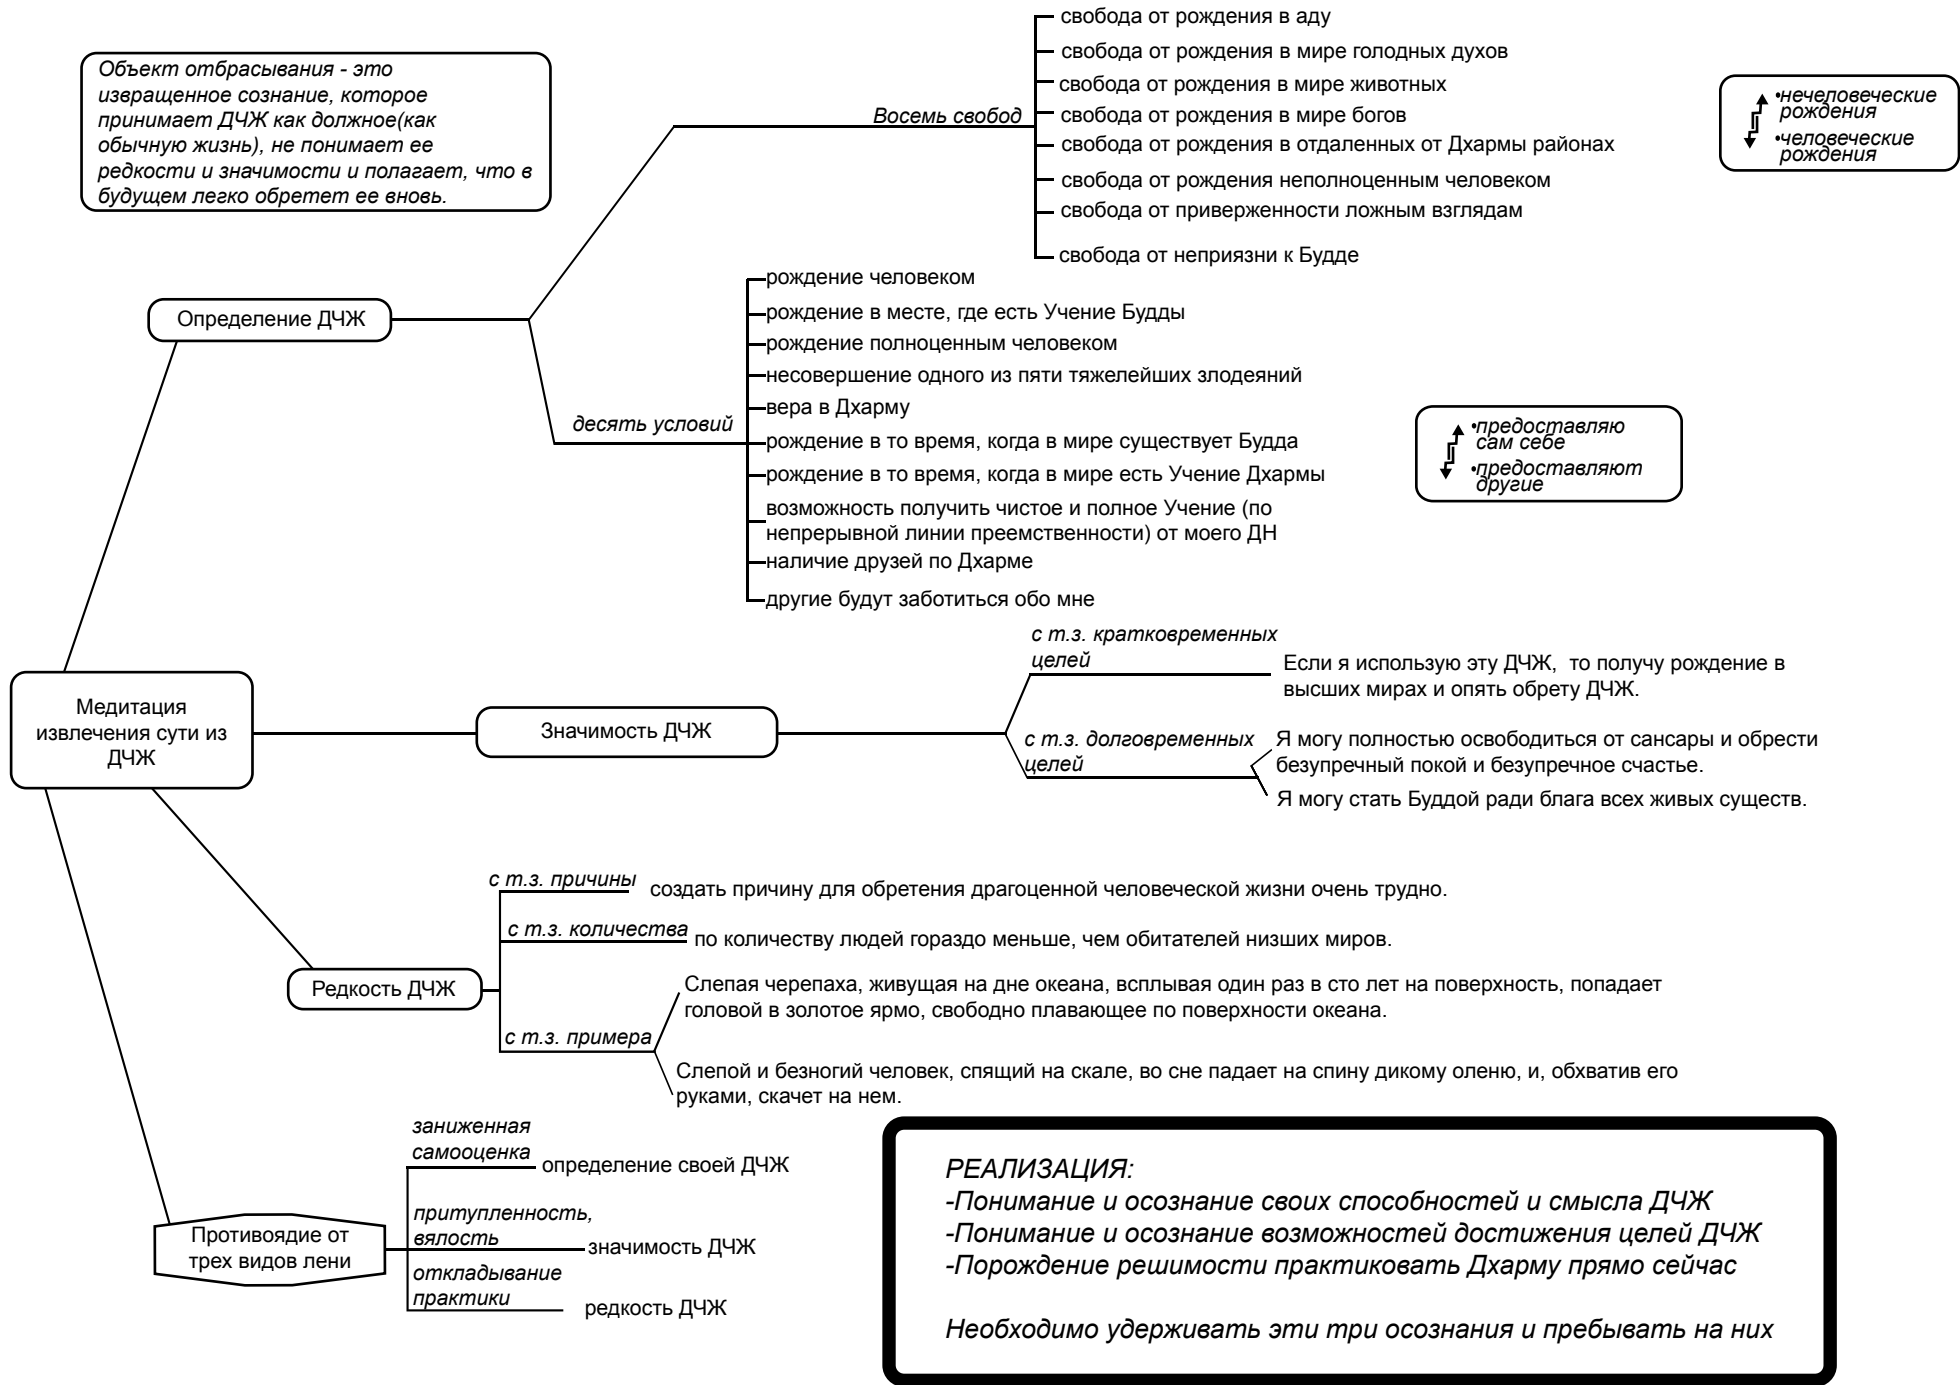 Объект отбрасывания - это
извращенное сознание, которое
принимает ДЧЖ как должное(как
обычную жизнь), не понимает ее
редкости и значимости и полагает, что в
будущем легко обретет ее вновь.
Восемь свобод
свобода от рождения в аду
свобода от рождения в мире голодных духов
свобода от рождения в мире животных
свобода от рождения в мире богов
свобода от рождения в отдаленных от Дхармы районах
свобода от рождения неполноценным человеком
свобода от приверженности ложным взглядам
свобода от неприязни к Будде
•нечеловеческие
рождения
•человеческие
рождения
Определение ДЧЖ
десять условий
рождение человеком
рождение в месте, где есть Учение Будды
рождение полноценным человеком
несовершение одного из пяти тяжелейших злодеяний
вера в Дхарму
рождение в то время, когда в мире существует Будда
рождение в то время, когда в мире есть Учение Дхармы
возможность получить чистое и полное Учение (по
непрерывной линии преемственности) от моего ДН
наличие друзей по Дхарме
другие будут заботиться обо мне
•предоставляю
сам себе
•предоставляют
другие
Медитация
извлечения сути из
ДЧЖ
Значимость ДЧЖ
с т.з. кратковременных
целей
Если я использую эту ДЧЖ,  то получу рождение в
высших мирах и опять обрету ДЧЖ.
с т.з. долговременных
целей
Я могу полностью освободиться от сансары и обрести
безупречный покой и безупречное счастье.
Я могу стать Буддой ради блага всех живых существ.
Редкость ДЧЖ
с т.з. причины
создать причину для обретения драгоценной человеческой жизни очень трудно.
с т.з. количества
по количеству людей гораздо меньше, чем обитателей низших миров.
с т.з. примера
Слепая черепаха, живущая на дне океана, всплывая один раз в сто лет на поверхность, попадает
головой в золотое ярмо, свободно плавающее по поверхности океана.
Слепой и безногий человек, спящий на скале, во сне падает на спину дикому оленю, и, обхватив его
руками, скачет на нем.
Противоядие от
трех видов лени
заниженная
самооценка
определение своей ДЧЖ
притупленность,
вялость
значимость ДЧЖ
откладывание
практики
редкость ДЧЖ
РЕАЛИЗАЦИЯ:
-Понимание и осознание своих способностей и смысла ДЧЖ
-Понимание и осознание возможностей достижения целей ДЧЖ
-Порождение решимости практиковать Дхарму прямо сейчас
Необходимо удерживать эти три осознания и пребывать на них